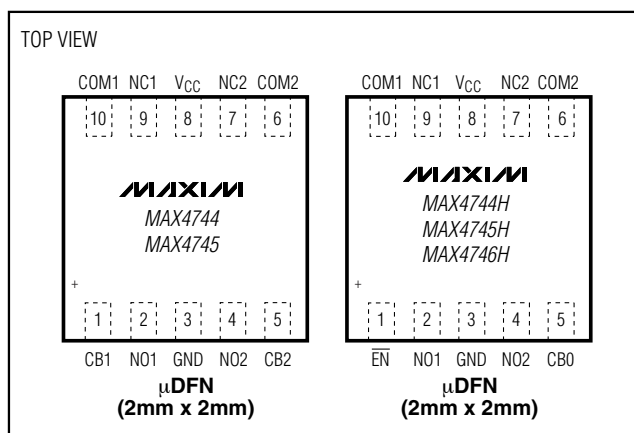 TOP VIEW
COM1 NC1 VCC NC2 COM2
10 9 8 7 6
MAXIM
MAX4744
MAX4745
+
1 2 3 4 5
CB1 NO1 GND NO2 CB2
µDFN
(2mm x 2mm)
COM1 NC1 VCC NC2 COM2
10 9 8 7 6
MAXIM
MAX4744H
MAX4745H
MAX4746H
+
1 2 3 4 5
E̅N̅ NO1 GND NO2 CB0
µDFN
(2mm x 2mm)